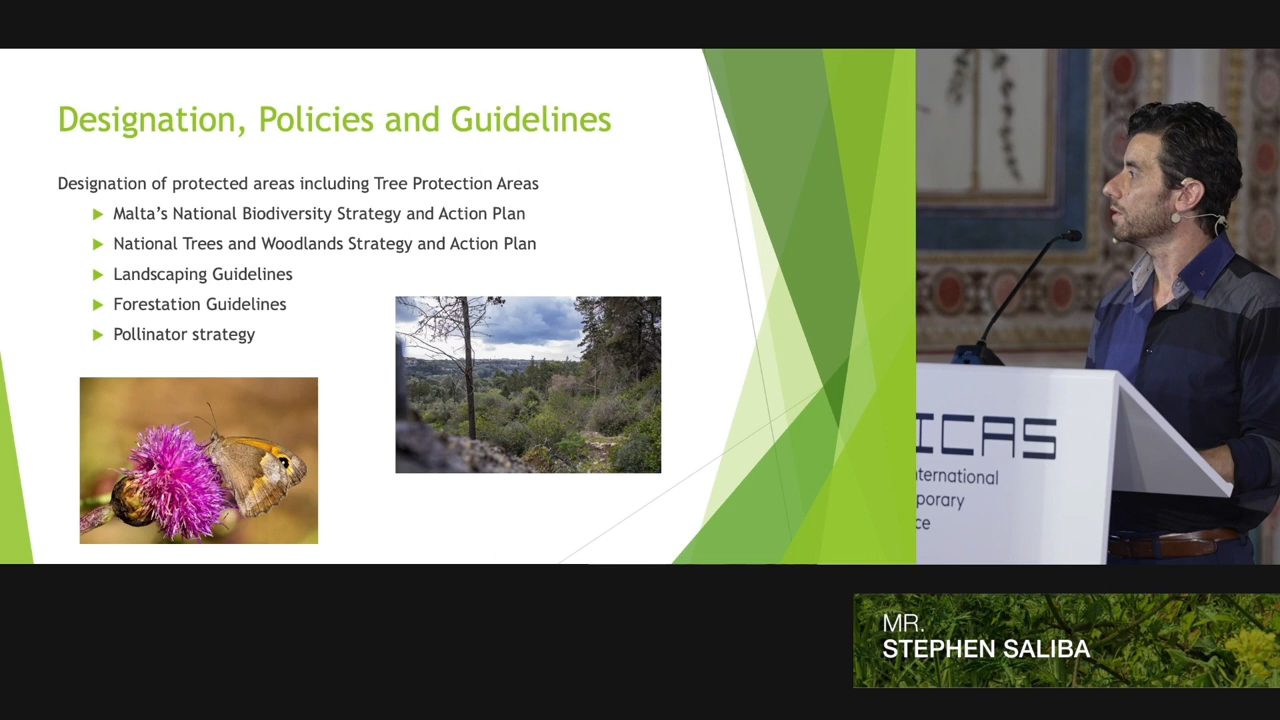 Designation, Policies and Guidelines
Designation of protected areas including Tree Protection Areas
Malta's National Biodiversity Strategy and Action Plan
National Trees and Woodlands Strategy and Action Plan
Landscaping Guidelines
Forestation Guidelines
Pollinator strategy
ICAS
nternational
porary
ce
MR.
STEPHEN SALIBA